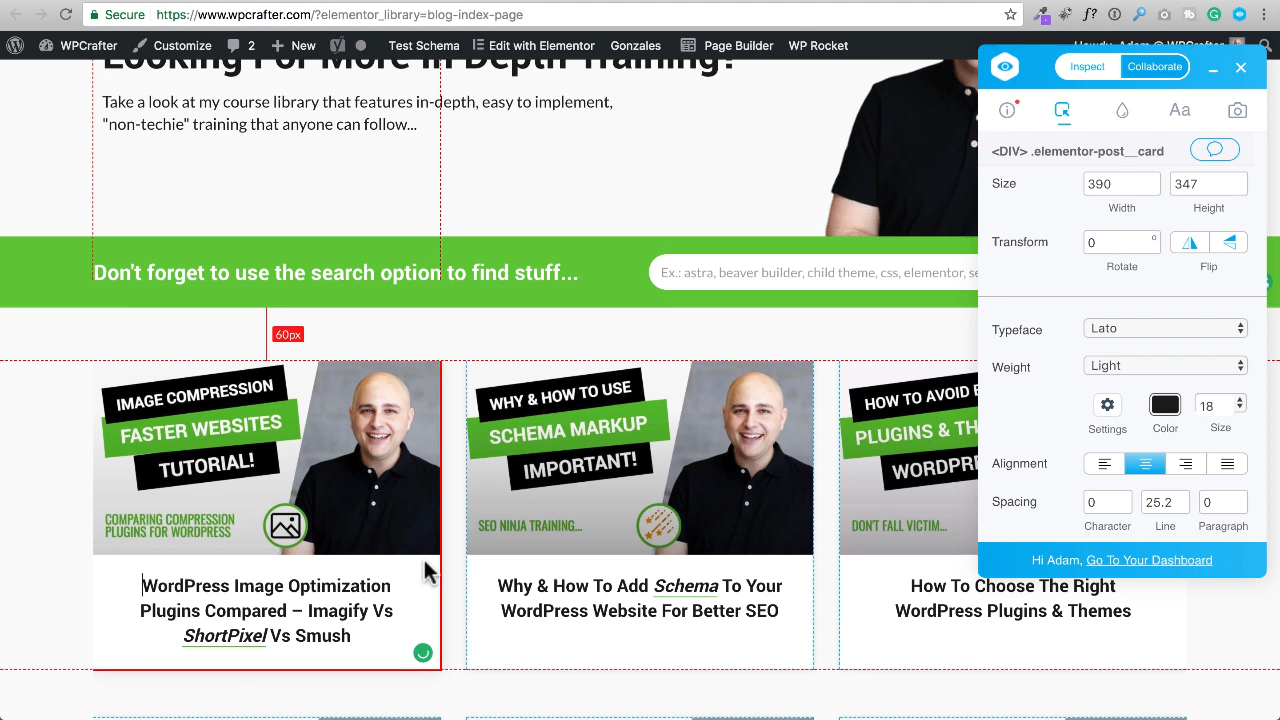 Secure https://www.wpcrafter.com/?elementor_library=blog-index-page
WPCrafter Customize 2 New Test Schema Edit with Elementor Gonzales Page Builder WP Rocket Howdy, Adam @ WPCrafter
Looking For More In Depth Training?
Take a look at my course library that features in-depth, easy to implement,
"non-techie" training that anyone can follow...
Don't forget to use the search option to find stuff...
Ex.: astra, beaver builder, child theme, css, elementor, se
60px
IMAGE COMPRESSION
FASTER WEBSITES
TUTORIAL!
COMPARING COMPRESSION
PLUGINS FOR WORDPRESS
WordPress Image Optimization
Plugins Compared – Imagify Vs
ShortPixel Vs Smush
WHY & HOW TO USE
SCHEMA MARKUP
IMPORTANT!
SEO NINJA TRAINING...
Why & How To Add Schema To Your
WordPress Website For Better SEO
HOW TO AVOID
PLUGINS & TH
WORDPRE
DON'T FALL VICTIM...
How To Choose The Right
WordPress Plugins & Themes
Inspect Collaborate
Aa
<DIV> .elementor-post__card
Size 390 347
Width Height
Transform 0 °
Rotate Flip
Typeface Lato
Weight Light
18
Settings Color Size
Alignment
Spacing 0 25.2 0
Character Line Paragraph
Hi Adam, Go To Your Dashboard